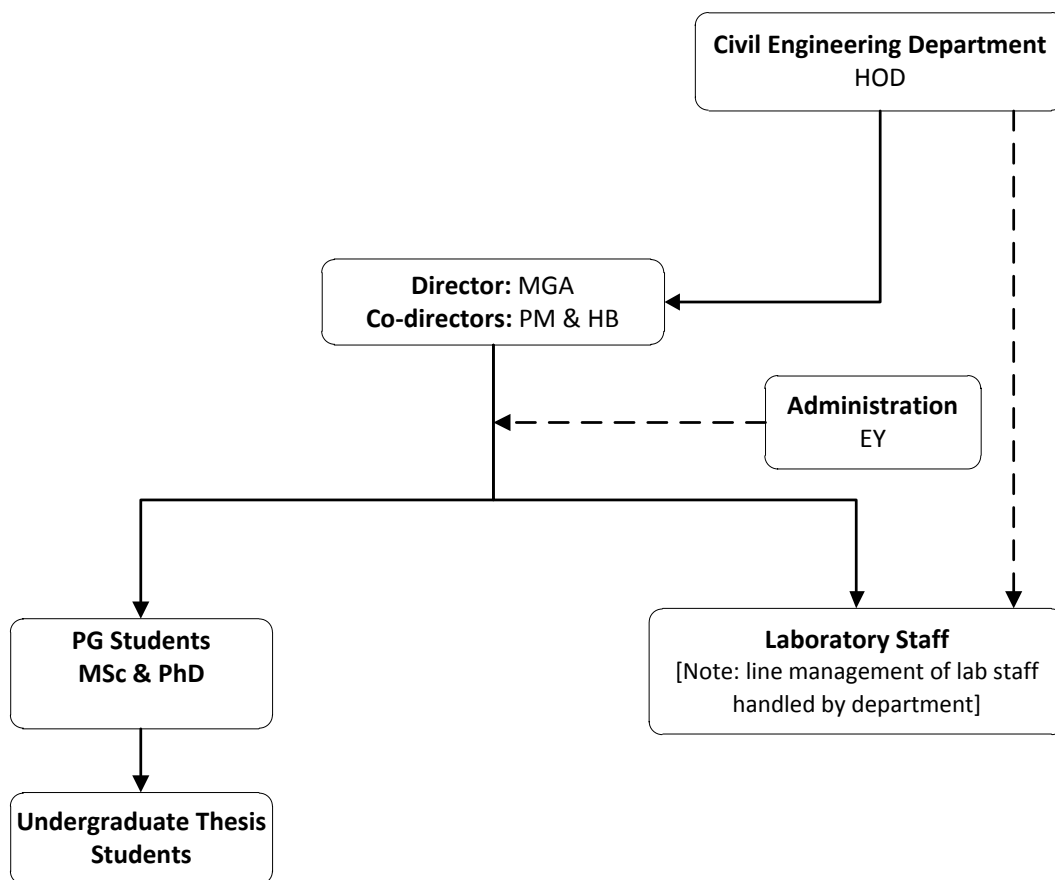 Civil Engineering Department
HOD
Director: MGA
Co-directors: PM & HB
Administration
EY
PG Students
MSc & PhD
Laboratory Staff
[Note: line management of lab staff
handled by department]
Undergraduate Thesis
Students